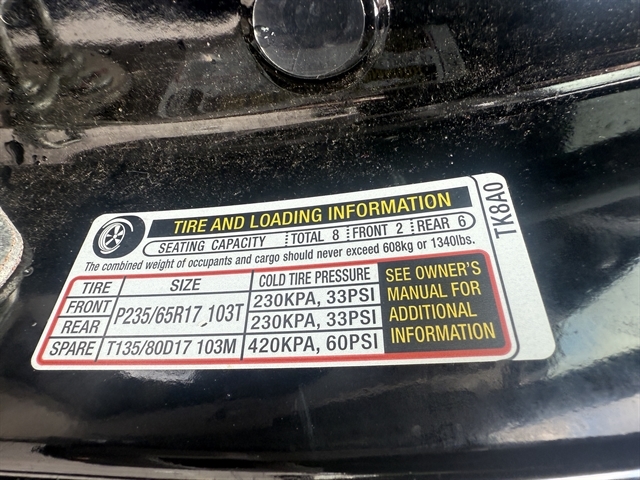 TIRE AND LOADING INFORMATION
SEATING CAPACITY TOTAL 8 FRONT 2 REAR 6
The combined weight of occupants and cargo should never exceed 608kg or 1340lbs.
TIRE SIZE COLD TIRE PRESSURE
FRONT P235/65R17 103T 230KPA, 33PSI
REAR 230KPA, 33PSI
SPARE T135/80D17 103M 420KPA, 60PSI
SEE OWNER'S
MANUAL FOR
ADDITIONAL
INFORMATION
TK8A0